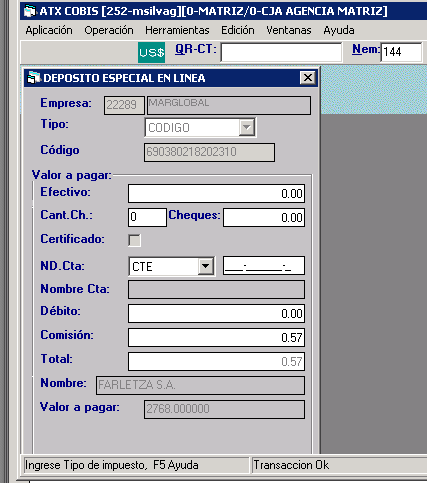 ATX COBIS [252-msilvag][0-MATRIZ/0-CJA AGENCIA MATRIZ]
Aplicación Operación Herramientas Edición Ventanas Ayuda
US$ QR-CT: Nem: 144
DEPOSITO ESPECIAL EN LINEA
Empresa: 22289 MARGLOBAL
Tipo: CODIGO
Código 690380218202310
Valor a pagar:
Efectivo: 0.00
Cant.Ch.: 0 Cheques: 0.00
Certificado:
ND.Cta: CTE ___-______-_
Nombre Cta:
Débito: 0.00
Comisión: 0.57
Total: 0.57
Nombre: FARLETZA S.A.
Valor a pagar: 2768.000000
Ingrese Tipo de impuesto, F5 Ayuda Transaccion Ok